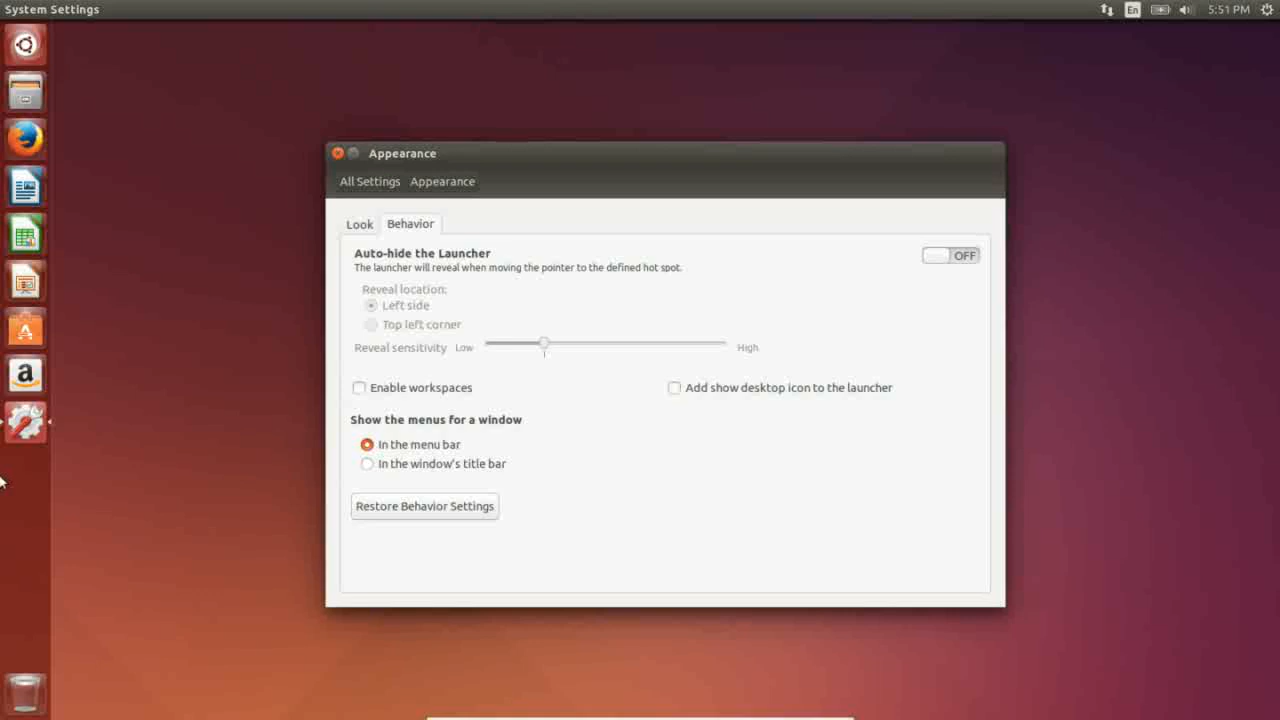 System Settings
En
5:51 PM
Appearance
All Settings Appearance
Look
Behavior
Auto-hide the Launcher
OFF
The launcher will reveal when moving the pointer to the defined hot spot.
Reveal location:
Left side
Top left corner
Reveal sensitivity Low High
Enable workspaces
Add show desktop icon to the launcher
Show the menus for a window
In the menu bar
In the window's title bar
Restore Behavior Settings